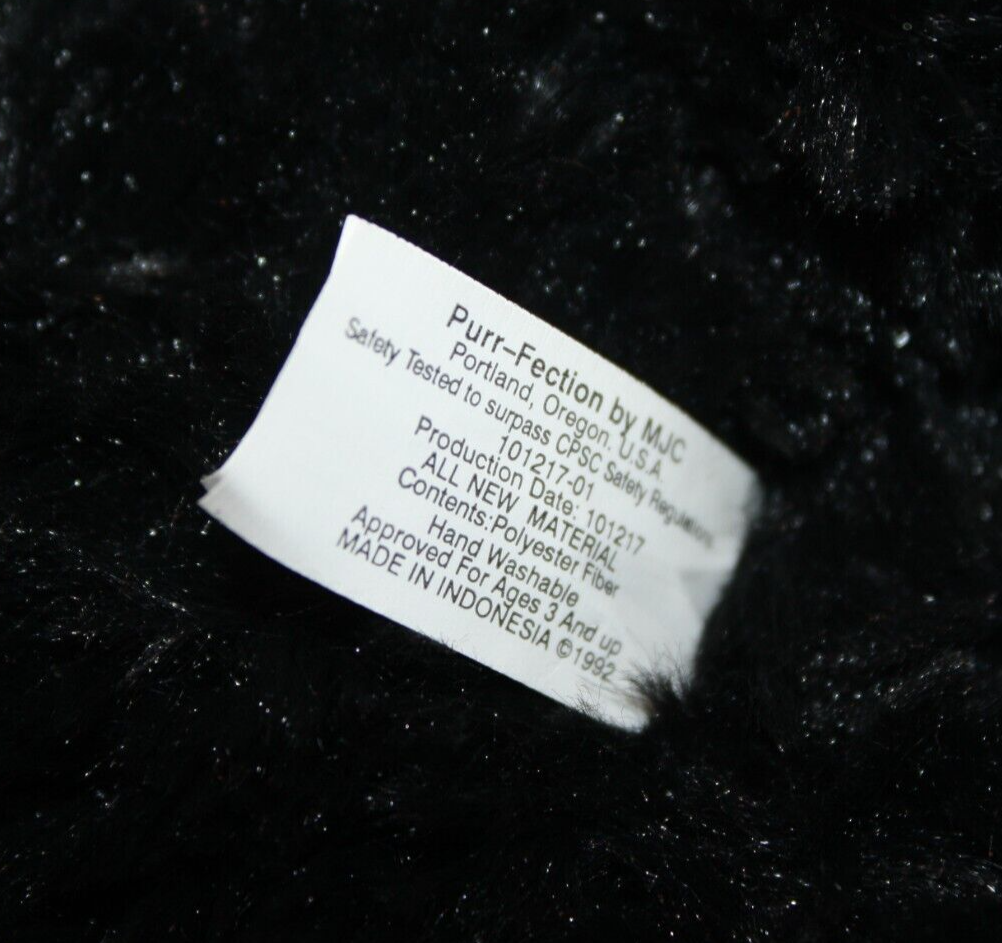 Purr-Fection by MJC
Portland, Oregon. U.S.A.
Safety Tested to surpass CPSC Safety Regulations
101217-01
Production Date: 101217
ALL NEW MATERIAL
Contents:Polyester Fiber
Hand Washable
Approved For Ages 3 And up
MADE IN INDONESIA ©1992